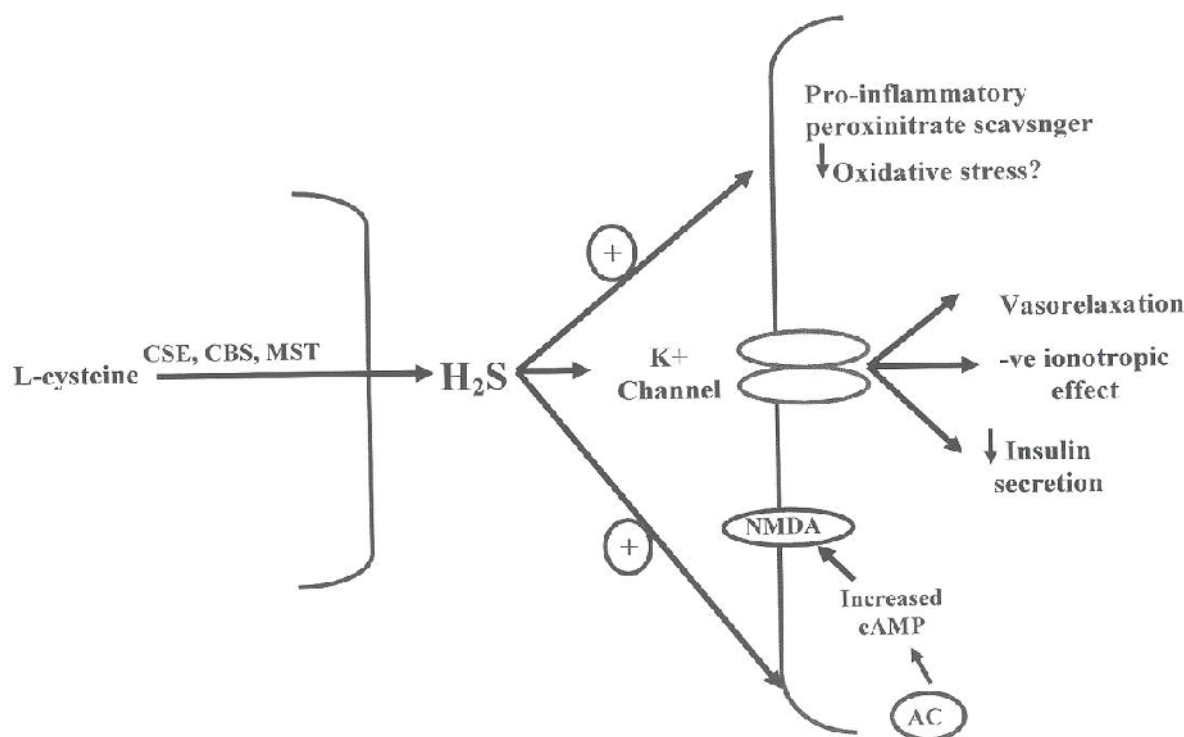 Pro-inflammatory
peroxinitrate scavsnger
↓ Oxidative stress?
+
CSE, CBS, MST
L-cysteine
H₂S
K+
Channel
Vasorelaxation
-ve ionotropic
effect
↓ Insulin
secretion
+
NMDA
Increased
cAMP
AC